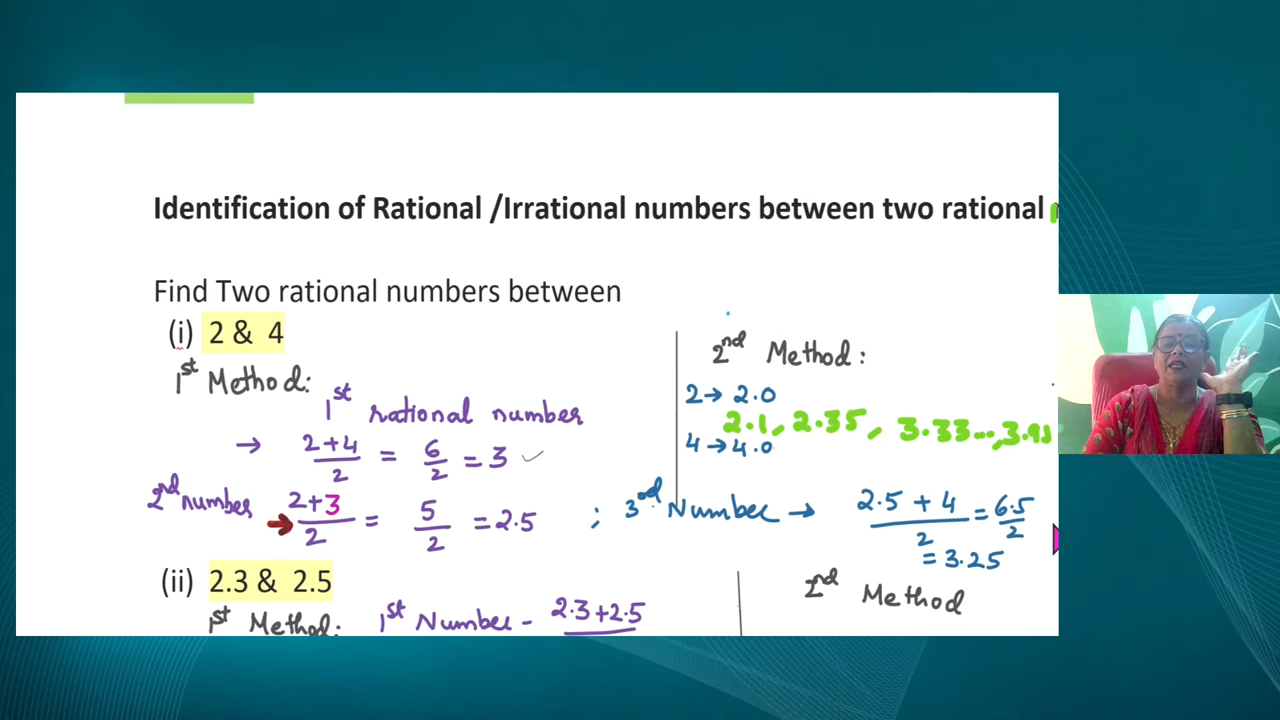 Identification of Rational /Irrational numbers between two rational
Find Two rational numbers between
(i) 2 & 4
1st Method:
1st rational number
→ 2+4/2 = 6/2 = 3 ✓
2nd number → 2+3/2 = 5/2 = 2.5 ;
2nd Method:
2 → 2.0
2.1, 2.35, 3.33--,
4 → 4.0
3rd Number → 2.5 + 4/2 = 6.5/2
= 3.25
(ii) 2.3 & 2.5
1st Method: 1st Number - 2.3+2.5
2nd Method